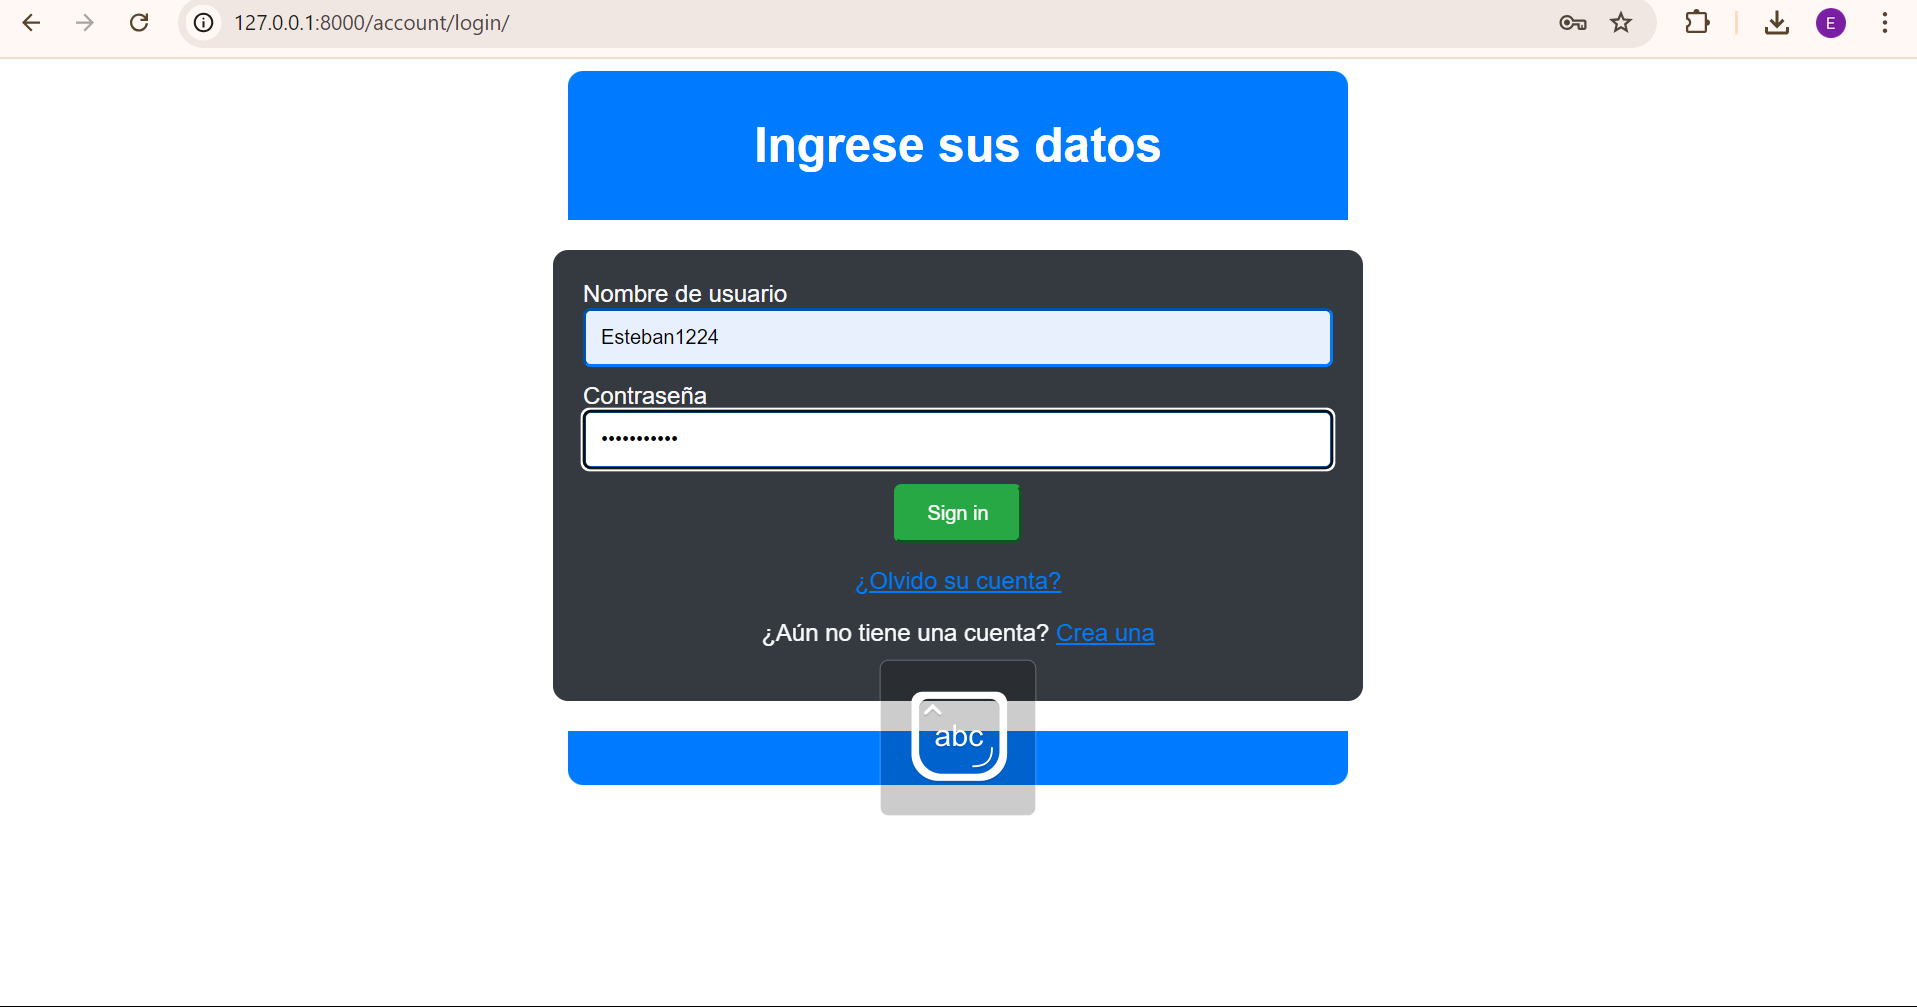 127.0.0.1:8000/account/login/
E
Ingrese sus datos
Nombre de usuario
Esteban1224
Contraseña
•••••••••••
Sign in
¿Olvido su cuenta?
¿Aún no tiene una cuenta? Crea una
abc